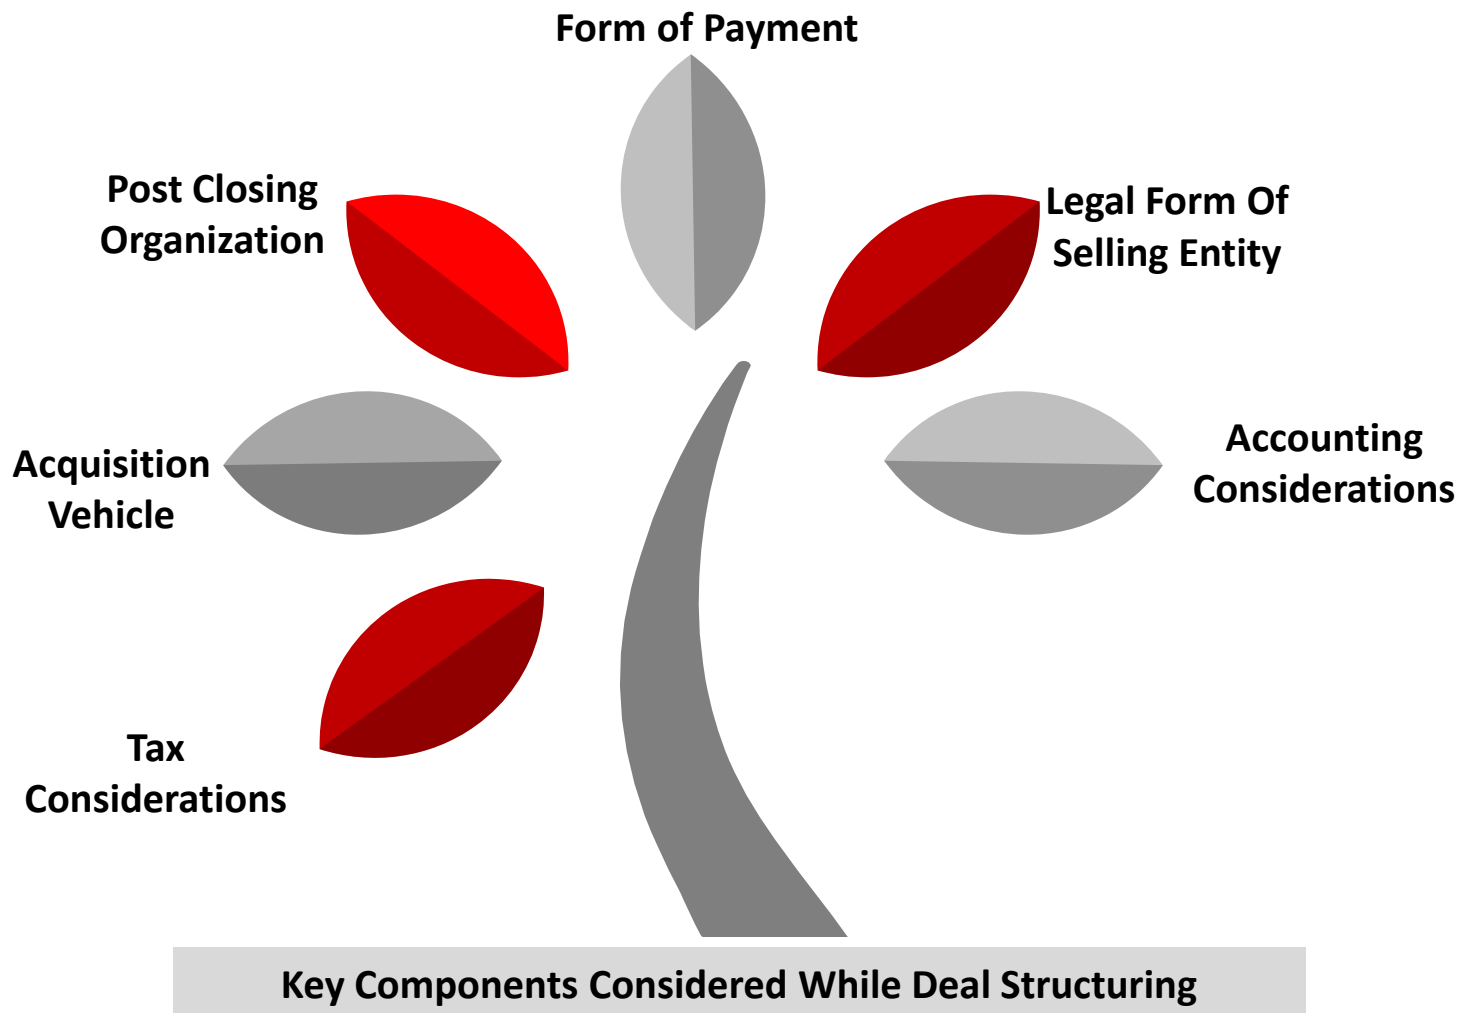 Form of Payment
Post Closing
Organization
Legal Form Of
Selling Entity
Acquisition
Vehicle
Accounting
Considerations
Tax
Considerations
Key Components Considered While Deal Structuring